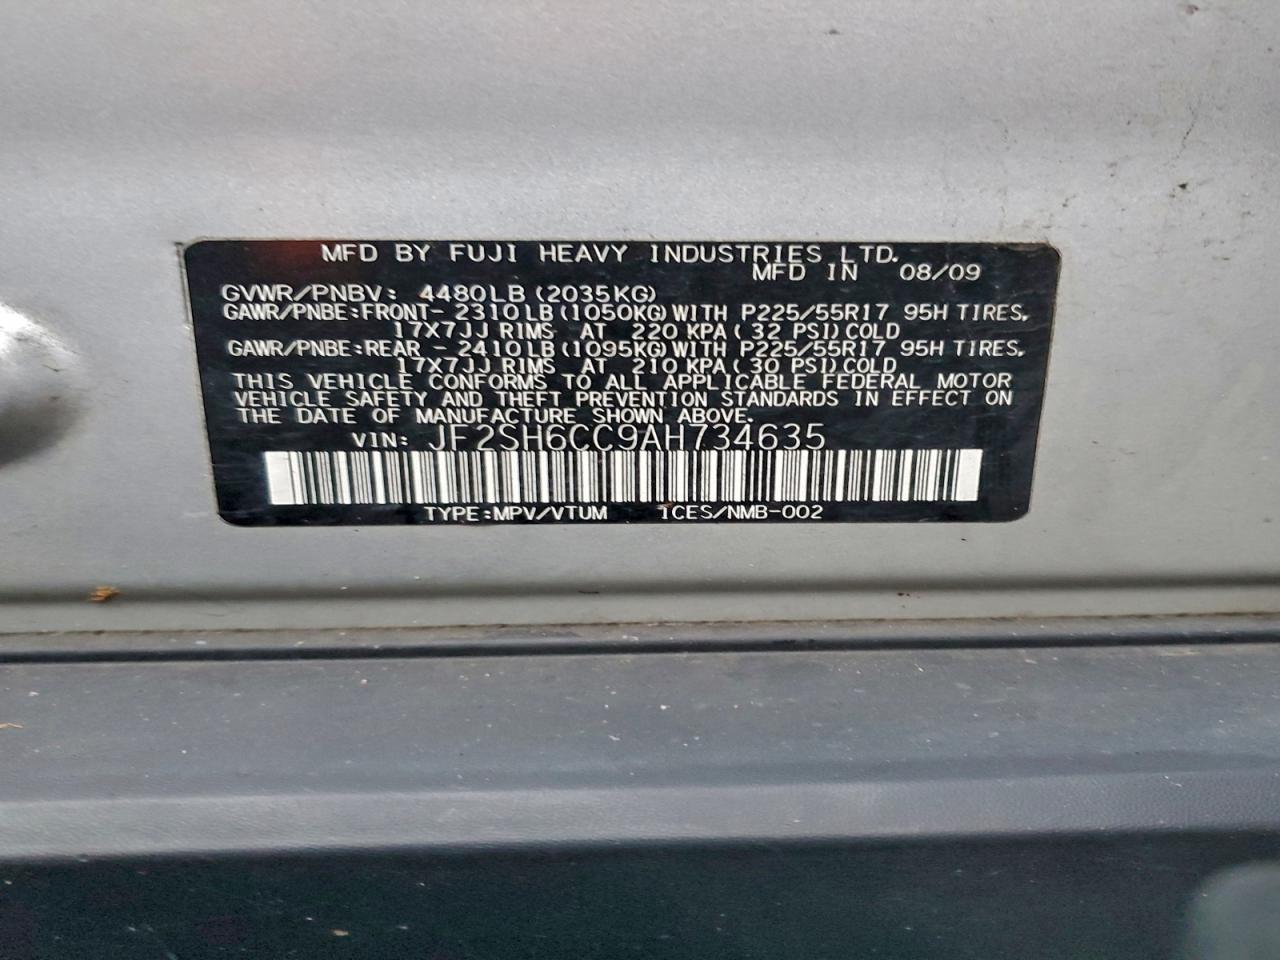 MFD BY FUJI HEAVY INDUSTRIES LTD.
MFD IN 08/09
GVWR/PNBV: 4480LB (2035KG)
GAWR/PNBE:FRONT- 2310LB (1050KG) WITH P225/55R17 95H TIRES,
17X7JJ RIMS AT 220 KPA ( 32 PSI) COLD
GAWR/PNBE:REAR - 2410LB (1095KG) WITH P225/55R17 95H TIRES,
17X7JJ RIMS AT 210 KPA ( 30 PSI) COLD
THIS VEHICLE CONFORMS TO ALL APPLICABLE FEDERAL MOTOR
VEHICLE SAFETY AND THEFT PREVENTION STANDARDS IN EFFECT ON
THE DATE OF MANUFACTURE SHOWN ABOVE.
VIN: JF2SH6CC9AH734635
TYPE:MPV/VTUM 1CES/NMB-002